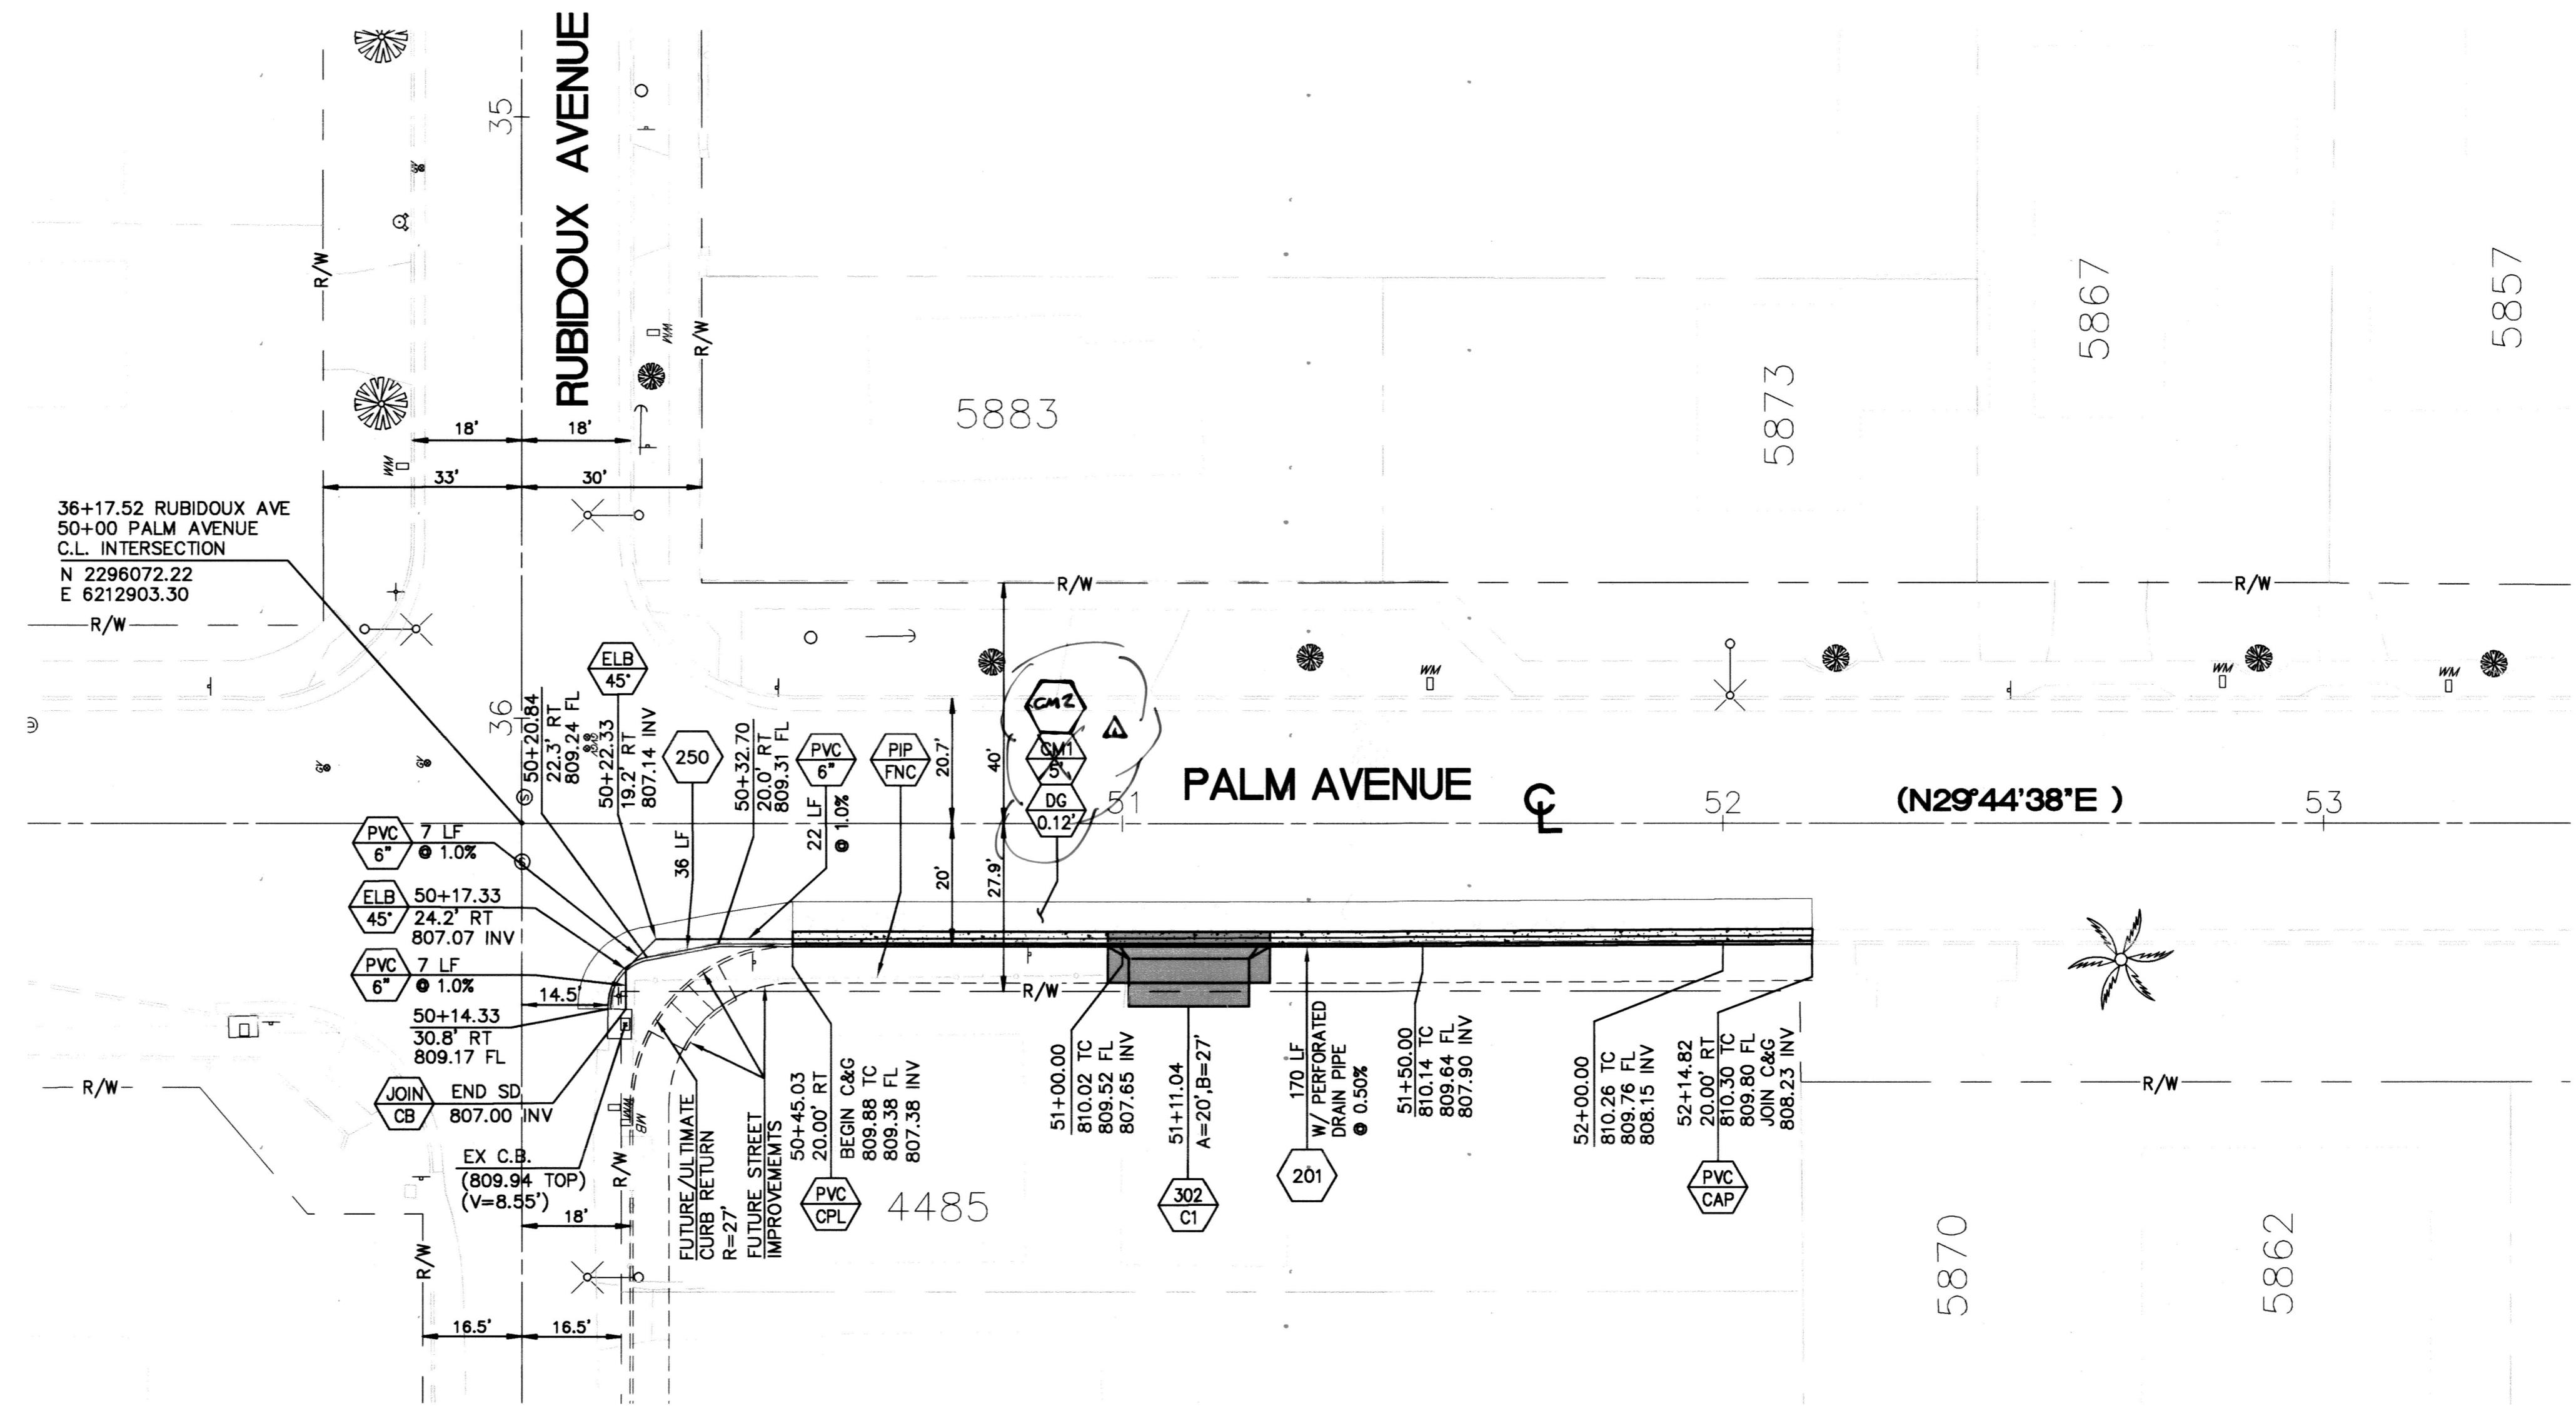 RUBIDOUX AVENUE
35
GV
R/W
WM
R/W
5883
5873
5867
5857
18'
18'
WM
33'
30'
36+17.52 RUBIDOUX AVE
50+00 PALM AVENUE
C.L. INTERSECTION
N 2296072.22
E 6212903.30
R/W
R/W
R/W
36
GV
GV
S
S
50+20.84
22.3' RT
809.24 FL
ELB
45°
50+22.33
19.2' RT
807.14 INV
250
36 LF
50+32.70
20.0' RT
809.31 FL
PVC
6"
22 LF
@ 1.0%
PIP
FNC
20.7'
40'
20'
27.9'
CM2
CM1
5'
DG
0.12'
WM
WM
WM
51
PALM AVENUE
CL
52
(N29°44'38"E )
53
PVC
6"
7 LF
@ 1.0%
ELB
45°
50+17.33
24.2' RT
807.07 INV
PVC
6"
7 LF
@ 1.0%
14.5'
50+14.33
30.8' RT
809.17 FL
JOIN
CB
END SD
807.00 INV
EX C.B.
(809.94 TOP)
(V=8.55')
R/W
R/W
R/W
R/W
R/W
WM
MB
18'
16.5'
16.5'
FUTURE/ULTIMATE
CURB RETURN
R=27'
FUTURE STREET
IMPROVEMEMTS
50+45.03
20.00' RT
BEGIN C&G
809.88 TC
809.38 FL
807.38 INV
PVC
CPL
4485
51+00.00
810.02 TC
809.52 FL
807.65 INV
51+11.04
A=20',B=27'
302
C1
170 LF
W/ PERFORATED
DRAIN PIPE
@ 0.50%
201
51+50.00
810.14 TC
809.64 FL
807.90 INV
52+00.00
810.26 TC
809.76 FL
808.15 INV
52+14.82
20.00' RT
810.30 TC
809.80 FL
JOIN C&G
808.23 INV
PVC
CAP
5870
5862